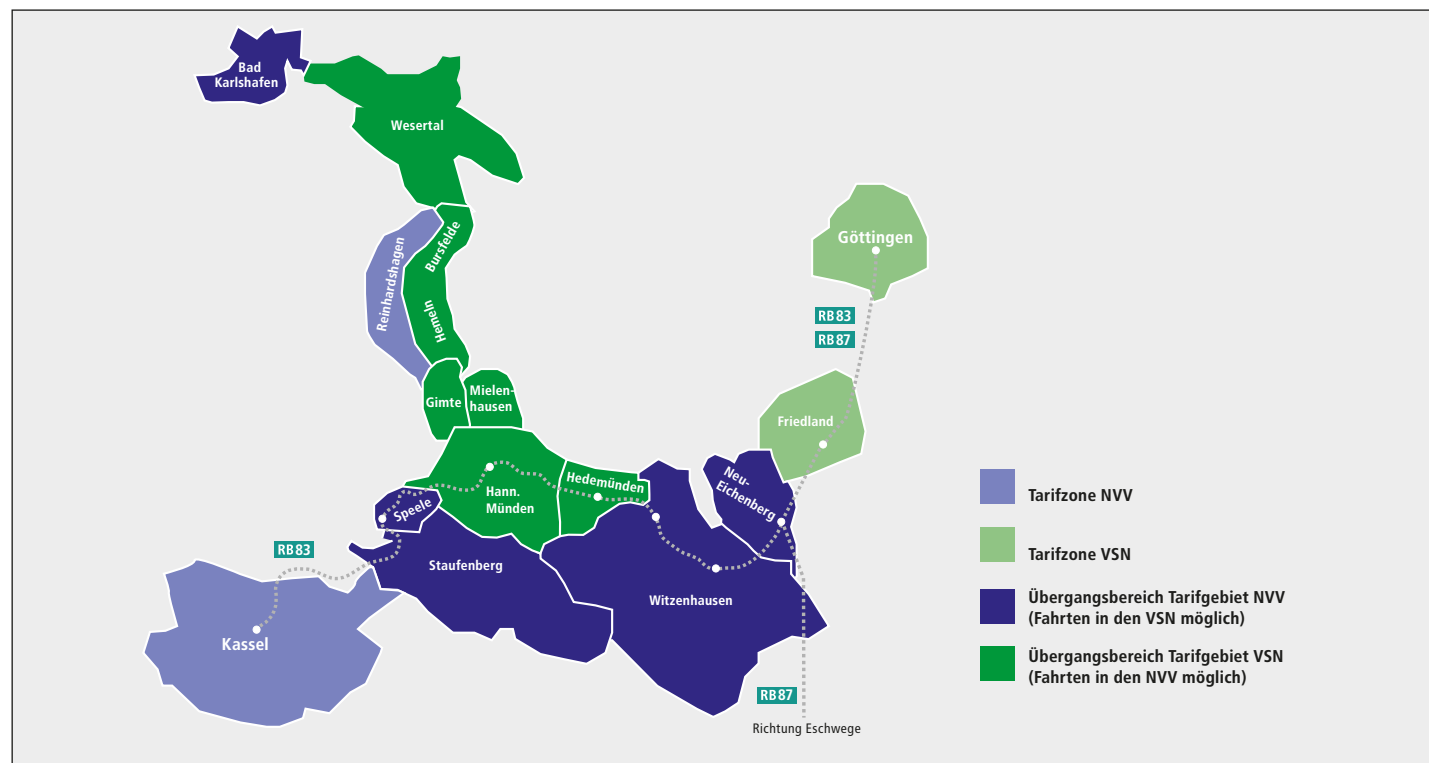 Bad
Karlshafen
Wesertal
Reinhardshagen
Bursfelde
Hemeln
Göttingen
RB83
RB87
Gimte
Mielen-
hausen
Friedland
Hann.
Münden
Hedemünden
Neu-
Eichenberg
Speele
RB83
Staufenberg
Witzenhausen
Kassel
RB87
Richtung Eschwege
Tarifzone NVV
Tarifzone VSN
Übergangsbereich Tarifgebiet NVV
(Fahrten in den VSN möglich)
Übergangsbereich Tarifgebiet VSN
(Fahrten in den NVV möglich)